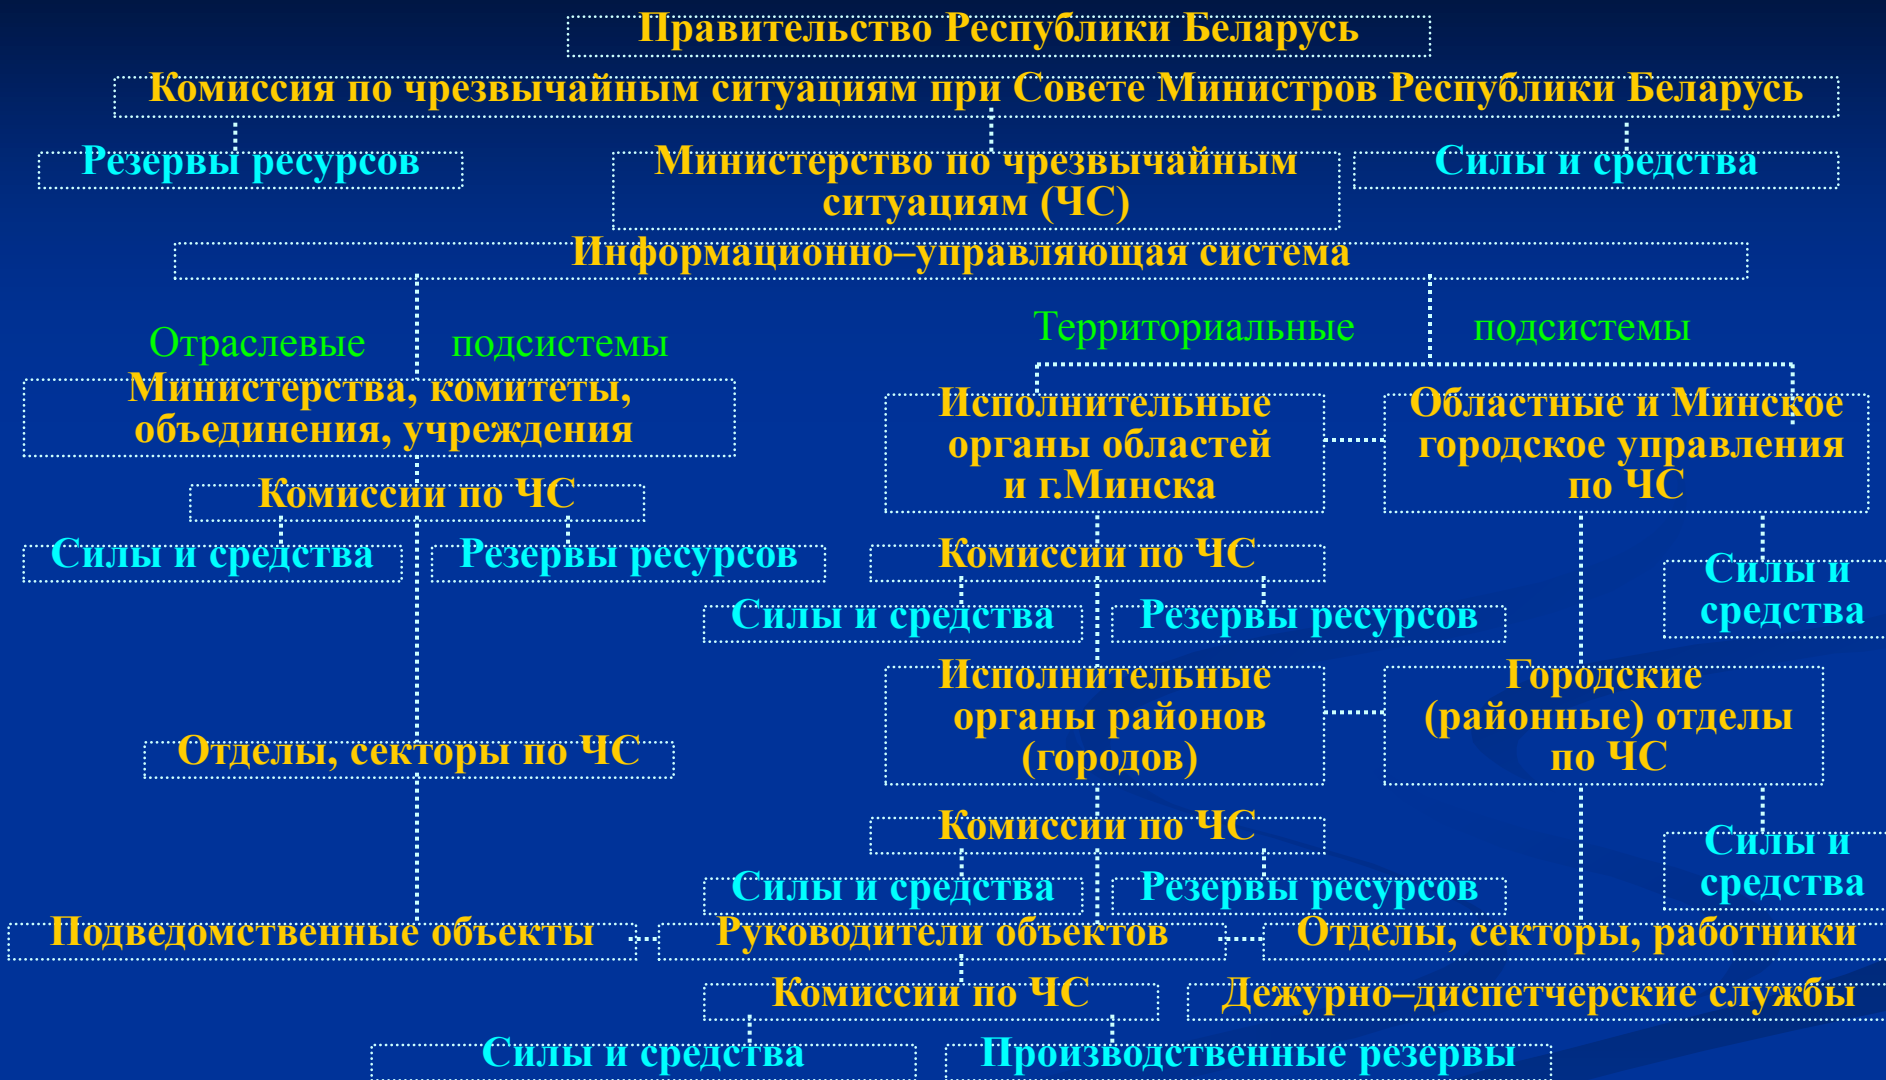 Правительство Республики Беларусь
Комиссия по чрезвычайным ситуациям при Совете Министров Республики Беларусь
Резервы ресурсов
Министерство по чрезвычайным
ситуациям (ЧС)
Силы и средства
Информационно–управляющая система
Отраслевые подсистемы
Территориальные подсистемы
Министерства, комитеты,
объединения, учреждения
Исполнительные
органы областей
и г.Минска
Областные и Минское
городское управления
по ЧС
Комиссии по ЧС
Силы и средства
Резервы ресурсов
Комиссии по ЧС
Силы и средства
Резервы ресурсов
Силы и
средства
Исполнительные
органы районов
(городов)
Городские
(районные) отделы
по ЧС
Отделы, секторы по ЧС
Комиссии по ЧС
Силы и средства
Резервы ресурсов
Силы и
средства
Подведомственные объекты
Руководители объектов
Отделы, секторы, работники
Комиссии по ЧС
Дежурно–диспетчерские службы
Силы и средства
Производственные резервы